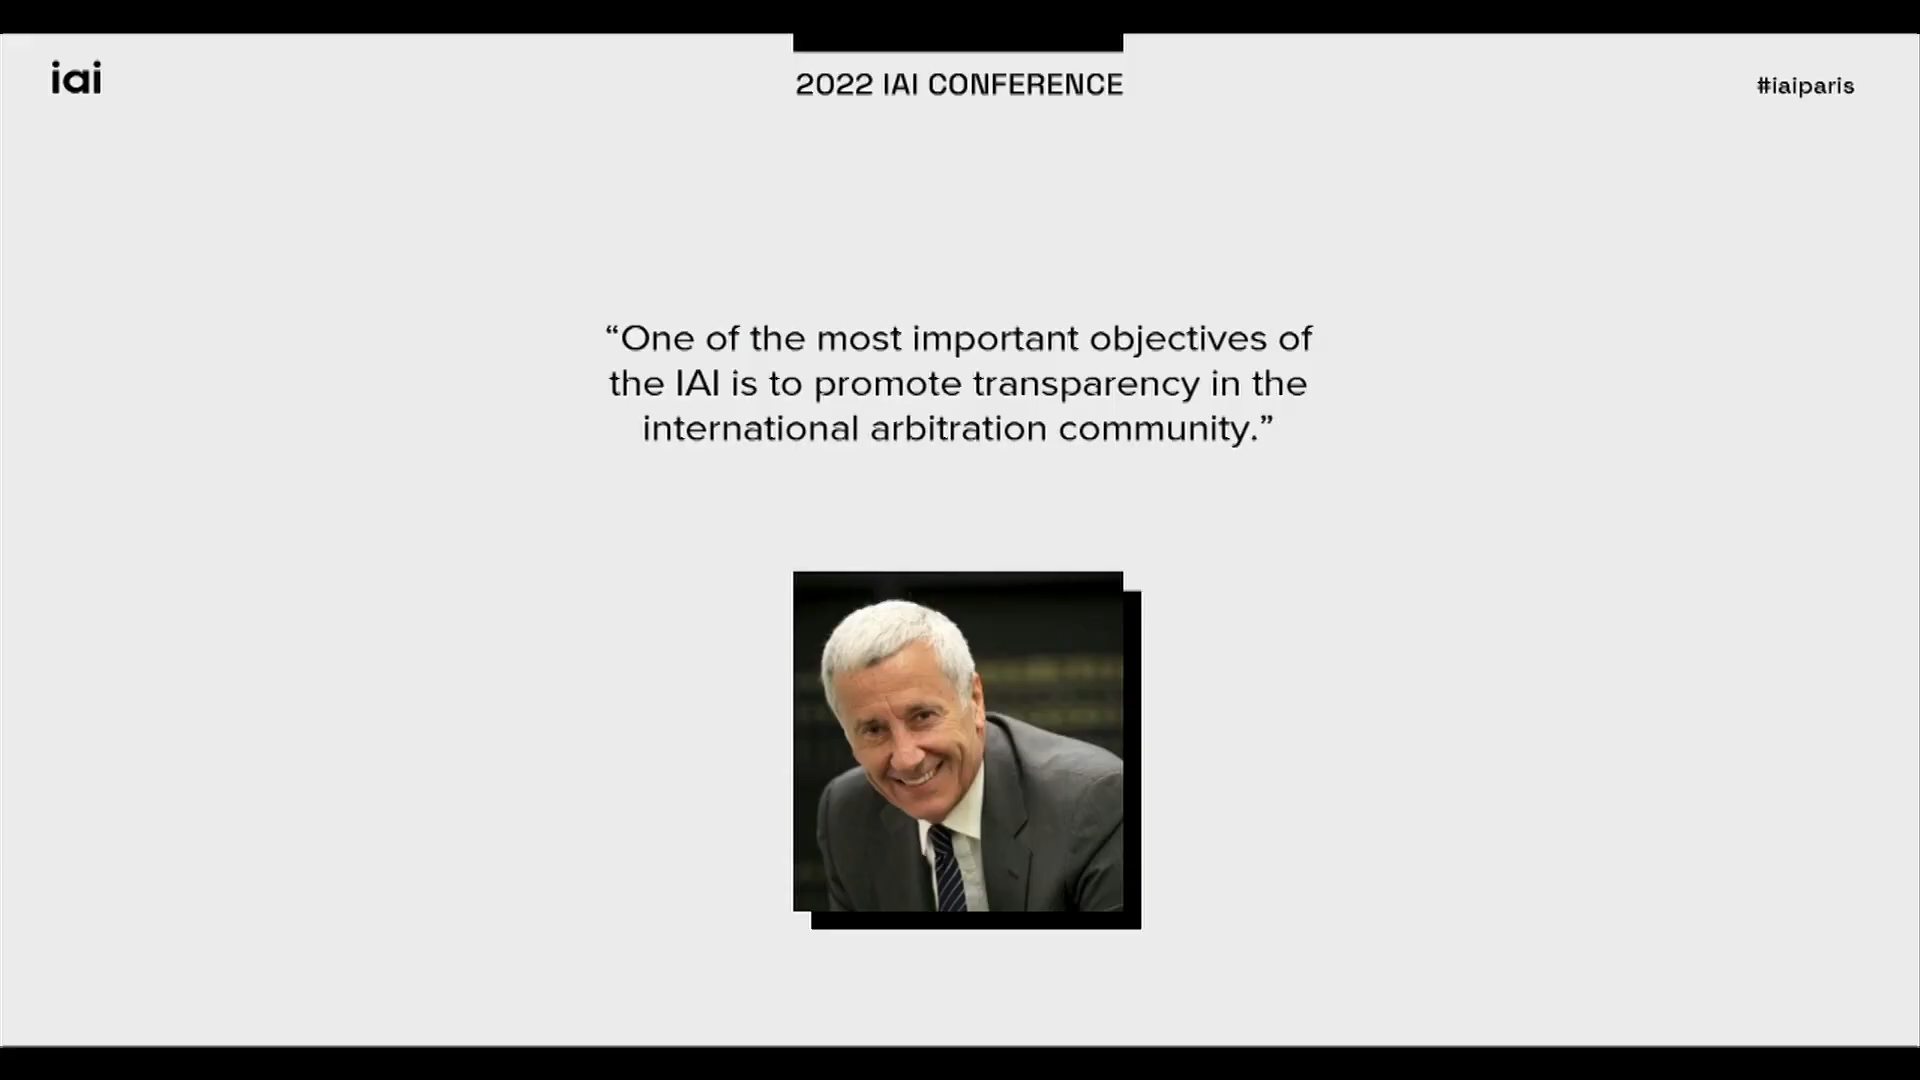 iai
2022 IAI CONFERENCE
#iaiparis
“One of the most important objectives of
the IAI is to promote transparency in the
international arbitration community.”